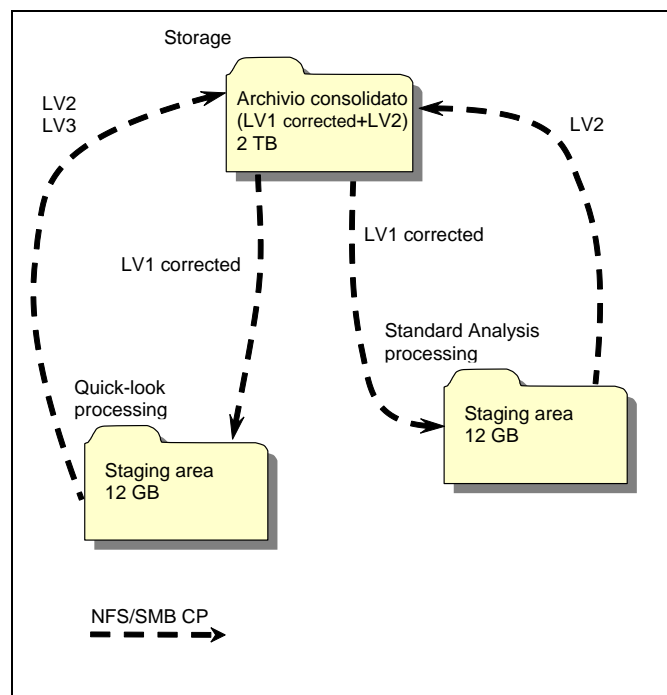 Storage
LV2
LV3
Archivio consolidato
(LV1 corrected+LV2)
2 TB
LV2
LV1 corrected
LV1 corrected
Standard Analysis
processing
Quick-look
processing
Staging area
12 GB
Staging area
12 GB
NFS/SMB CP